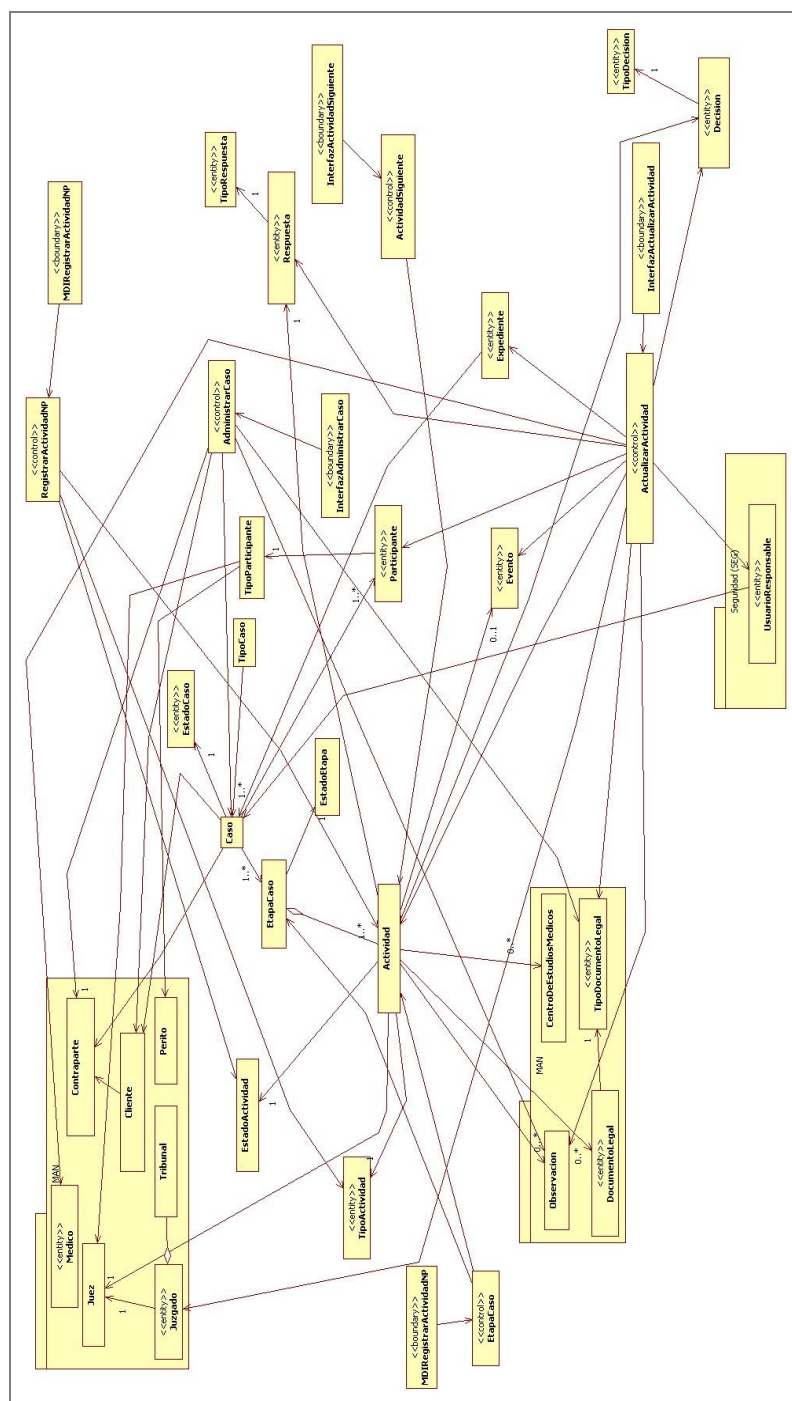 MAN
<<entity>>
Medico
Contraparte
1
Juez
Cliente
1
1
<<entity>>
Juzgado
Tribunal
Perito
<<control>>
RegistrarActividadNP
<<boundary>>
MDIRegistrarActividadNP
<<entity>>
EstadoCaso
1
<<entity>>
TipoRespuesta
1
EstadoActividad
1
Caso
1..*
1..*
TipoCaso
TipoParticipante
1
<<control>>
AdministrarCaso
EtapaCaso
<<entity>>
Respuesta
1
EstadoEtapa
1
<<boundary>>
InterfazAdministrarCaso
<<boundary>>
InterfazActividadSiguiente
<<entity>>
TipoActividad
1
Actividad
1..*
1..*
<<entity>>
Participante
<<control>>
ActividadSiguiente
<<boundary>>
MDIRegistrarActividadNP
<<control>>
EtapaCaso
0..1
<<entity>>
Evento
<<entity>>
Expediente
0..*
MAN
CentroDeEstudiosMedicos
0..*
Observacion
0..*
1
<<entity>>
TipoDocumentoLegal
<<entity>>
DocumentoLegal
<<entity>>
TipoDecision
1
<<control>>
ActualizarActividad
<<boundary>>
InterfazActualizarActividad
<<entity>>
Decision
Seguridad (SEG)
<<entity>>
UsuarioResponsable